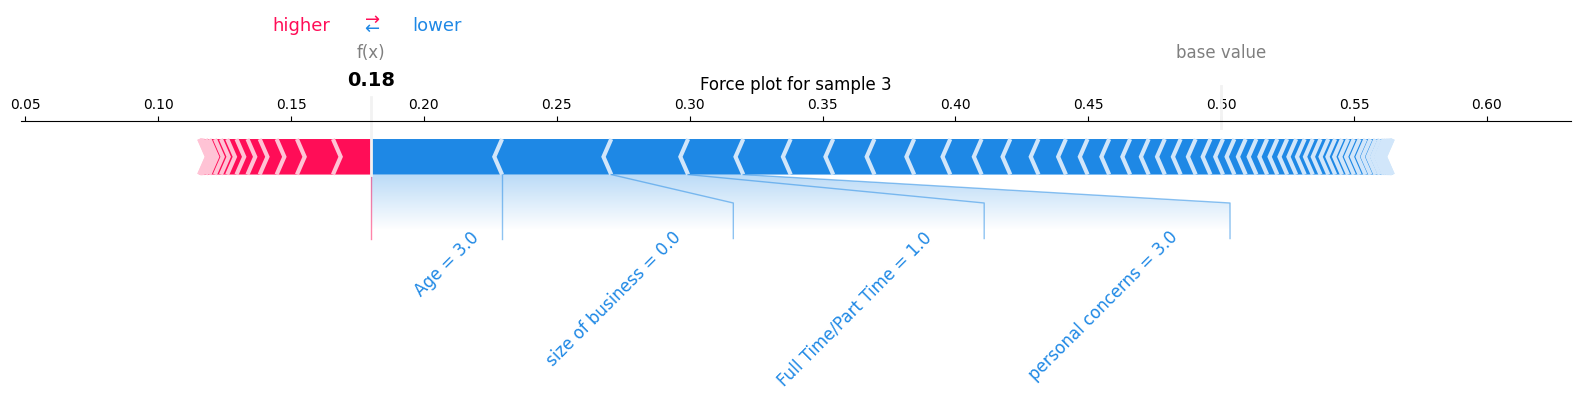 higher ⇄ lower
f(x)
base value
0.18
Force plot for sample 3
0.05 0.10 0.15 0.20 0.25 0.30 0.35 0.40 0.45 0.50 0.55 0.60
Age = 3.0
size of business = 0.0
Full Time/Part Time = 1.0
personal concerns = 3.0